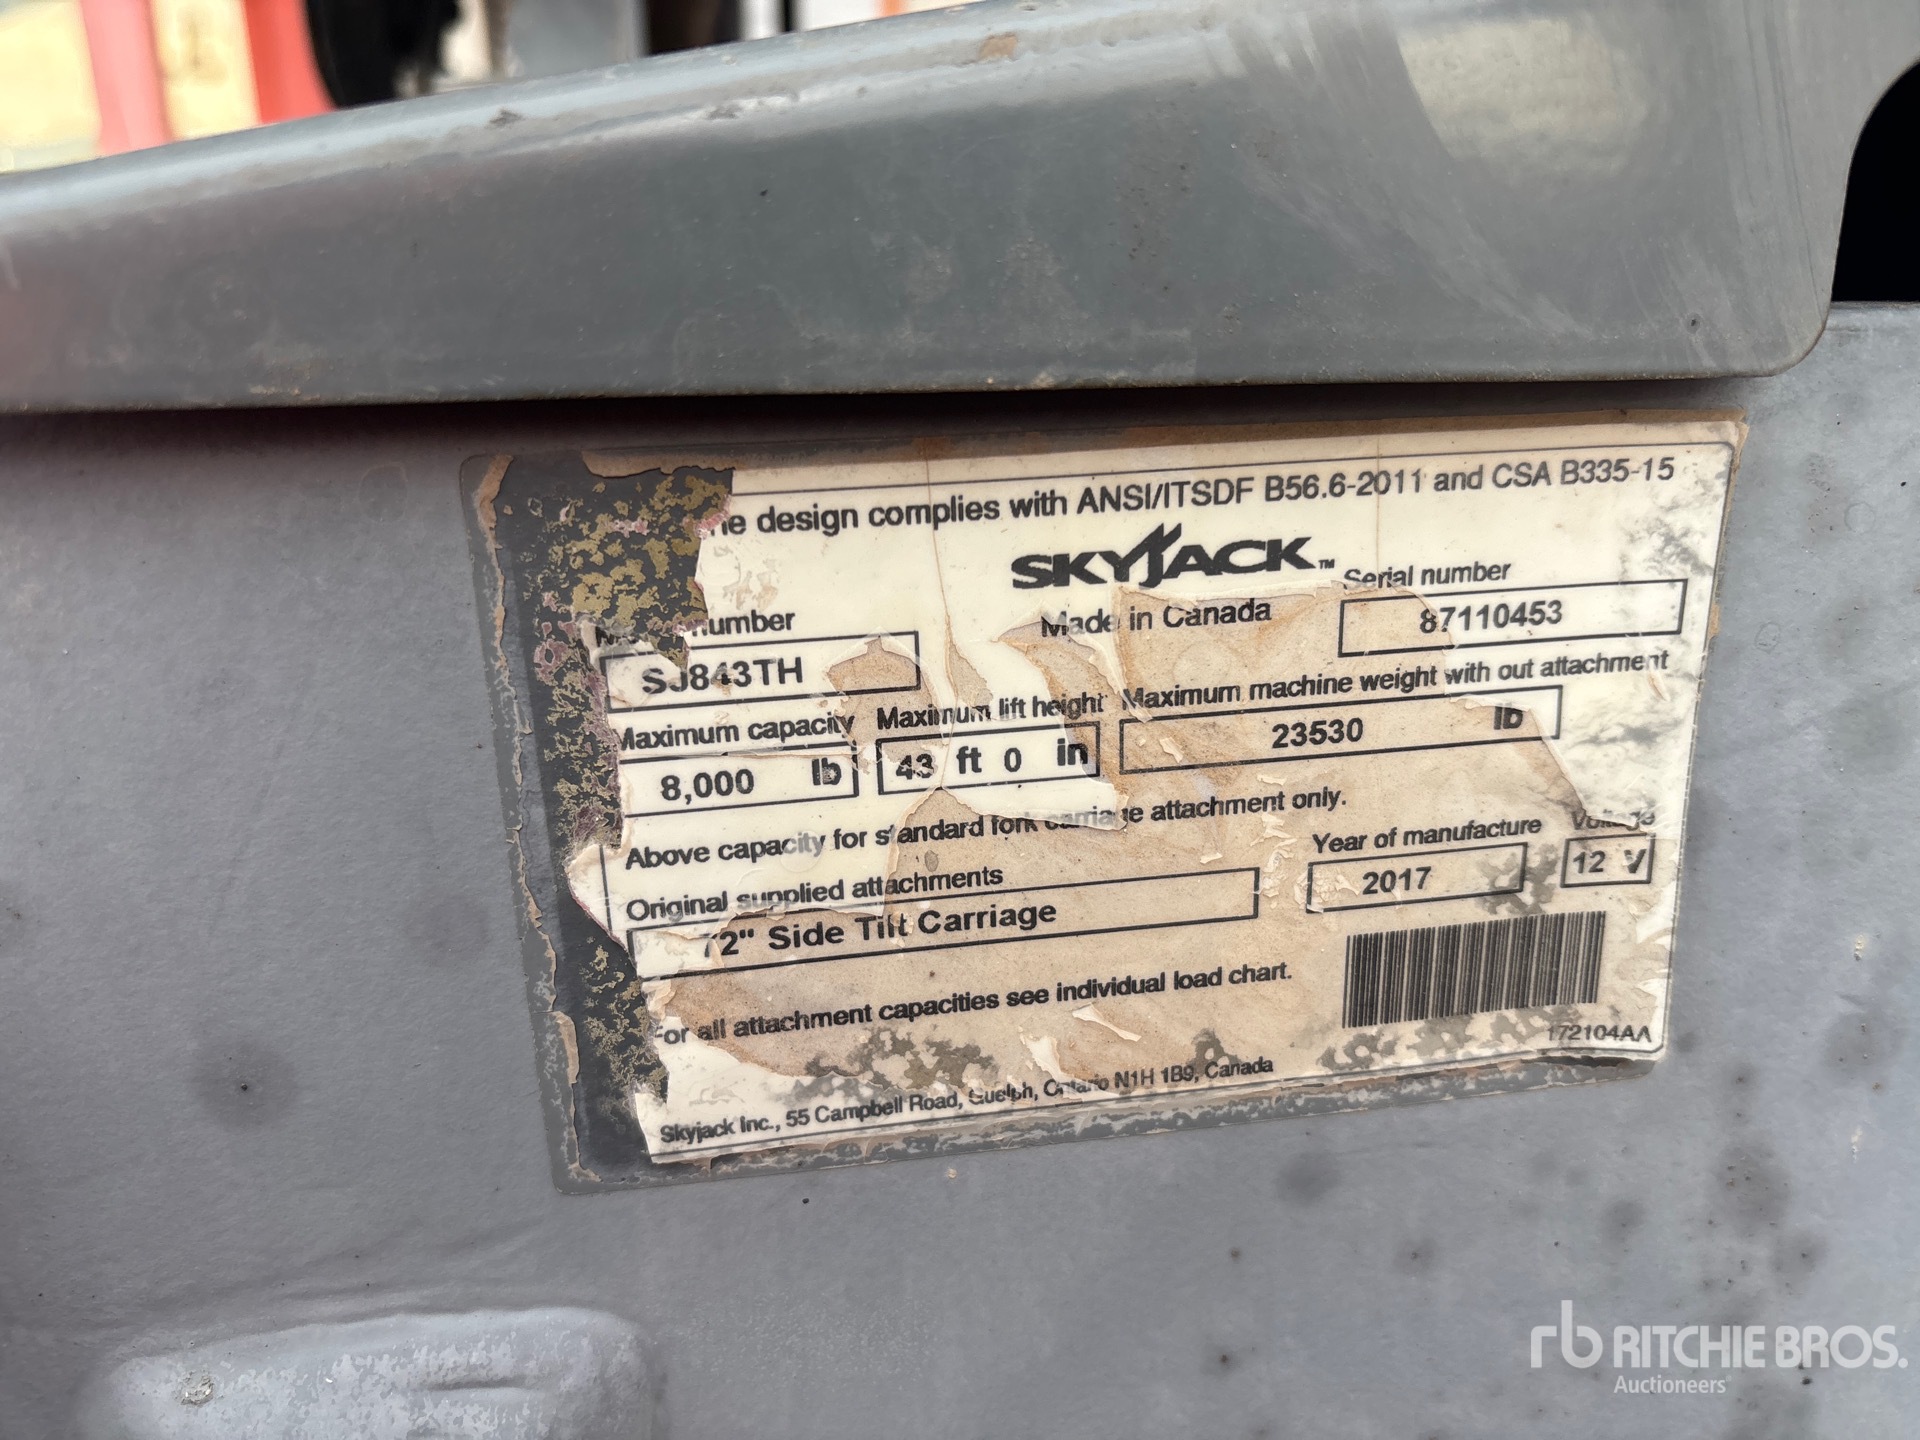 he design complies with ANSI/ITSDF B56.6-2011 and CSA B335-15
SKYJACK™
Made in Canada
Serial number
87110453
Model number
SJ843TH
Maximum capacity
8,000 lb
Maximum lift height
43 ft 0 in
Maximum machine weight with out attachment
23530 lb
Above capacity for standard fork carriage attachment only.
Original supplied attachments
72" Side Tilt Carriage
Year of manufacture
2017
Voltage
12 V
For all attachment capacities see individual load chart.
172104AA
Skyjack Inc., 55 Campbell Road, Guelph, Ontario N1H 1B9, Canada
rb RITCHIE BROS.
Auctioneers